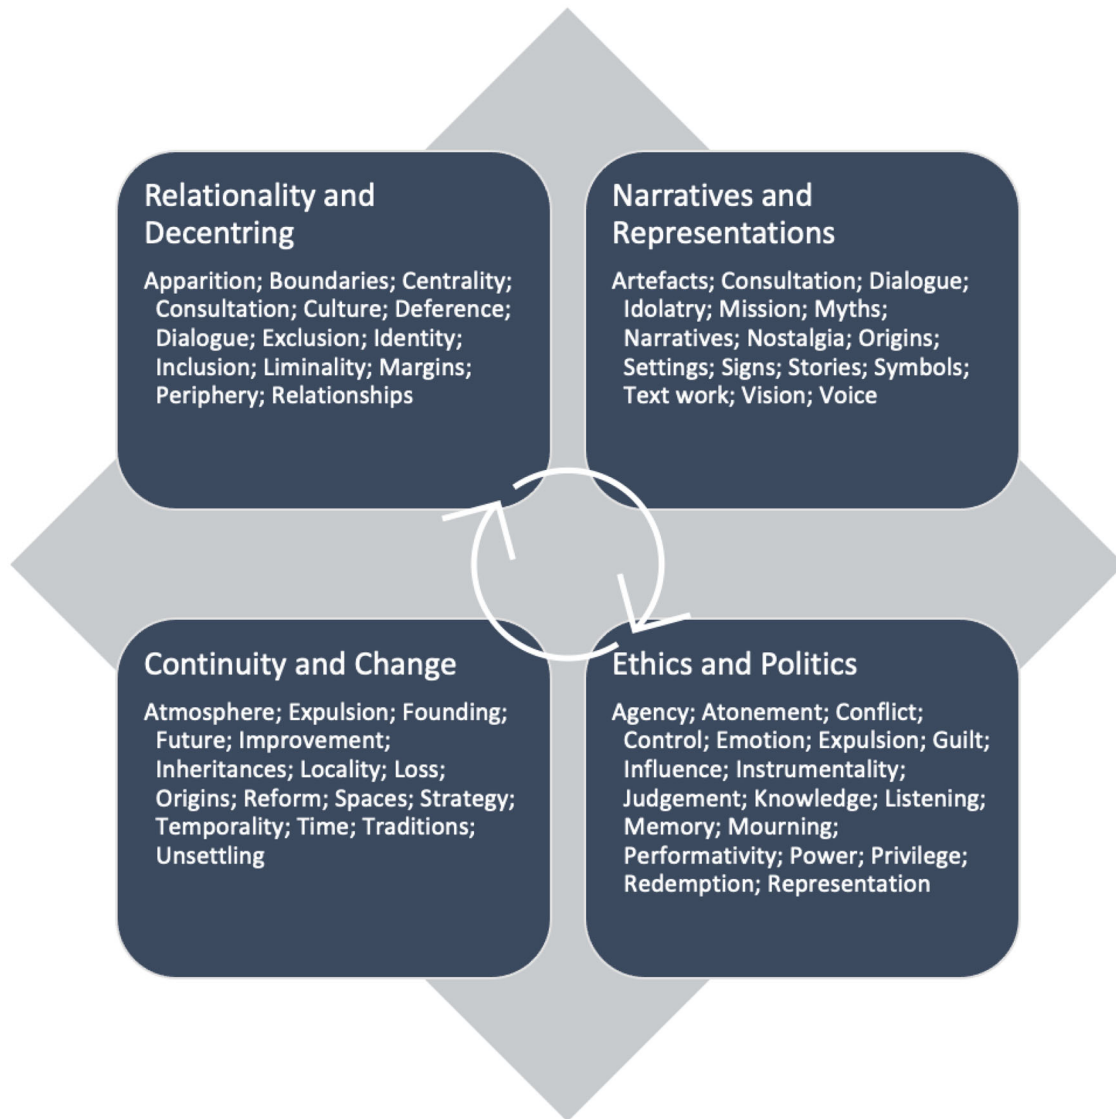 Relationality and
Decentring
Apparition; Boundaries; Centrality;
Consultation; Culture; Deference;
Dialogue; Exclusion; Identity;
Inclusion; Liminality; Margins;
Periphery; Relationships
Narratives and
Representations
Artefacts; Consultation; Dialogue;
Idolatry; Mission; Myths;
Narratives; Nostalgia; Origins;
Settings; Signs; Stories; Symbols;
Text work; Vision; Voice
Continuity and Change
Atmosphere; Expulsion; Founding;
Future; Improvement;
Inheritances; Locality; Loss;
Origins; Reform; Spaces; Strategy;
Temporality; Time; Traditions;
Unsettling
Ethics and Politics
Agency; Atonement; Conflict;
Control; Emotion; Expulsion; Guilt;
Influence; Instrumentality;
Judgement; Knowledge; Listening;
Memory; Mourning;
Performativity; Power; Privilege;
Redemption; Representation